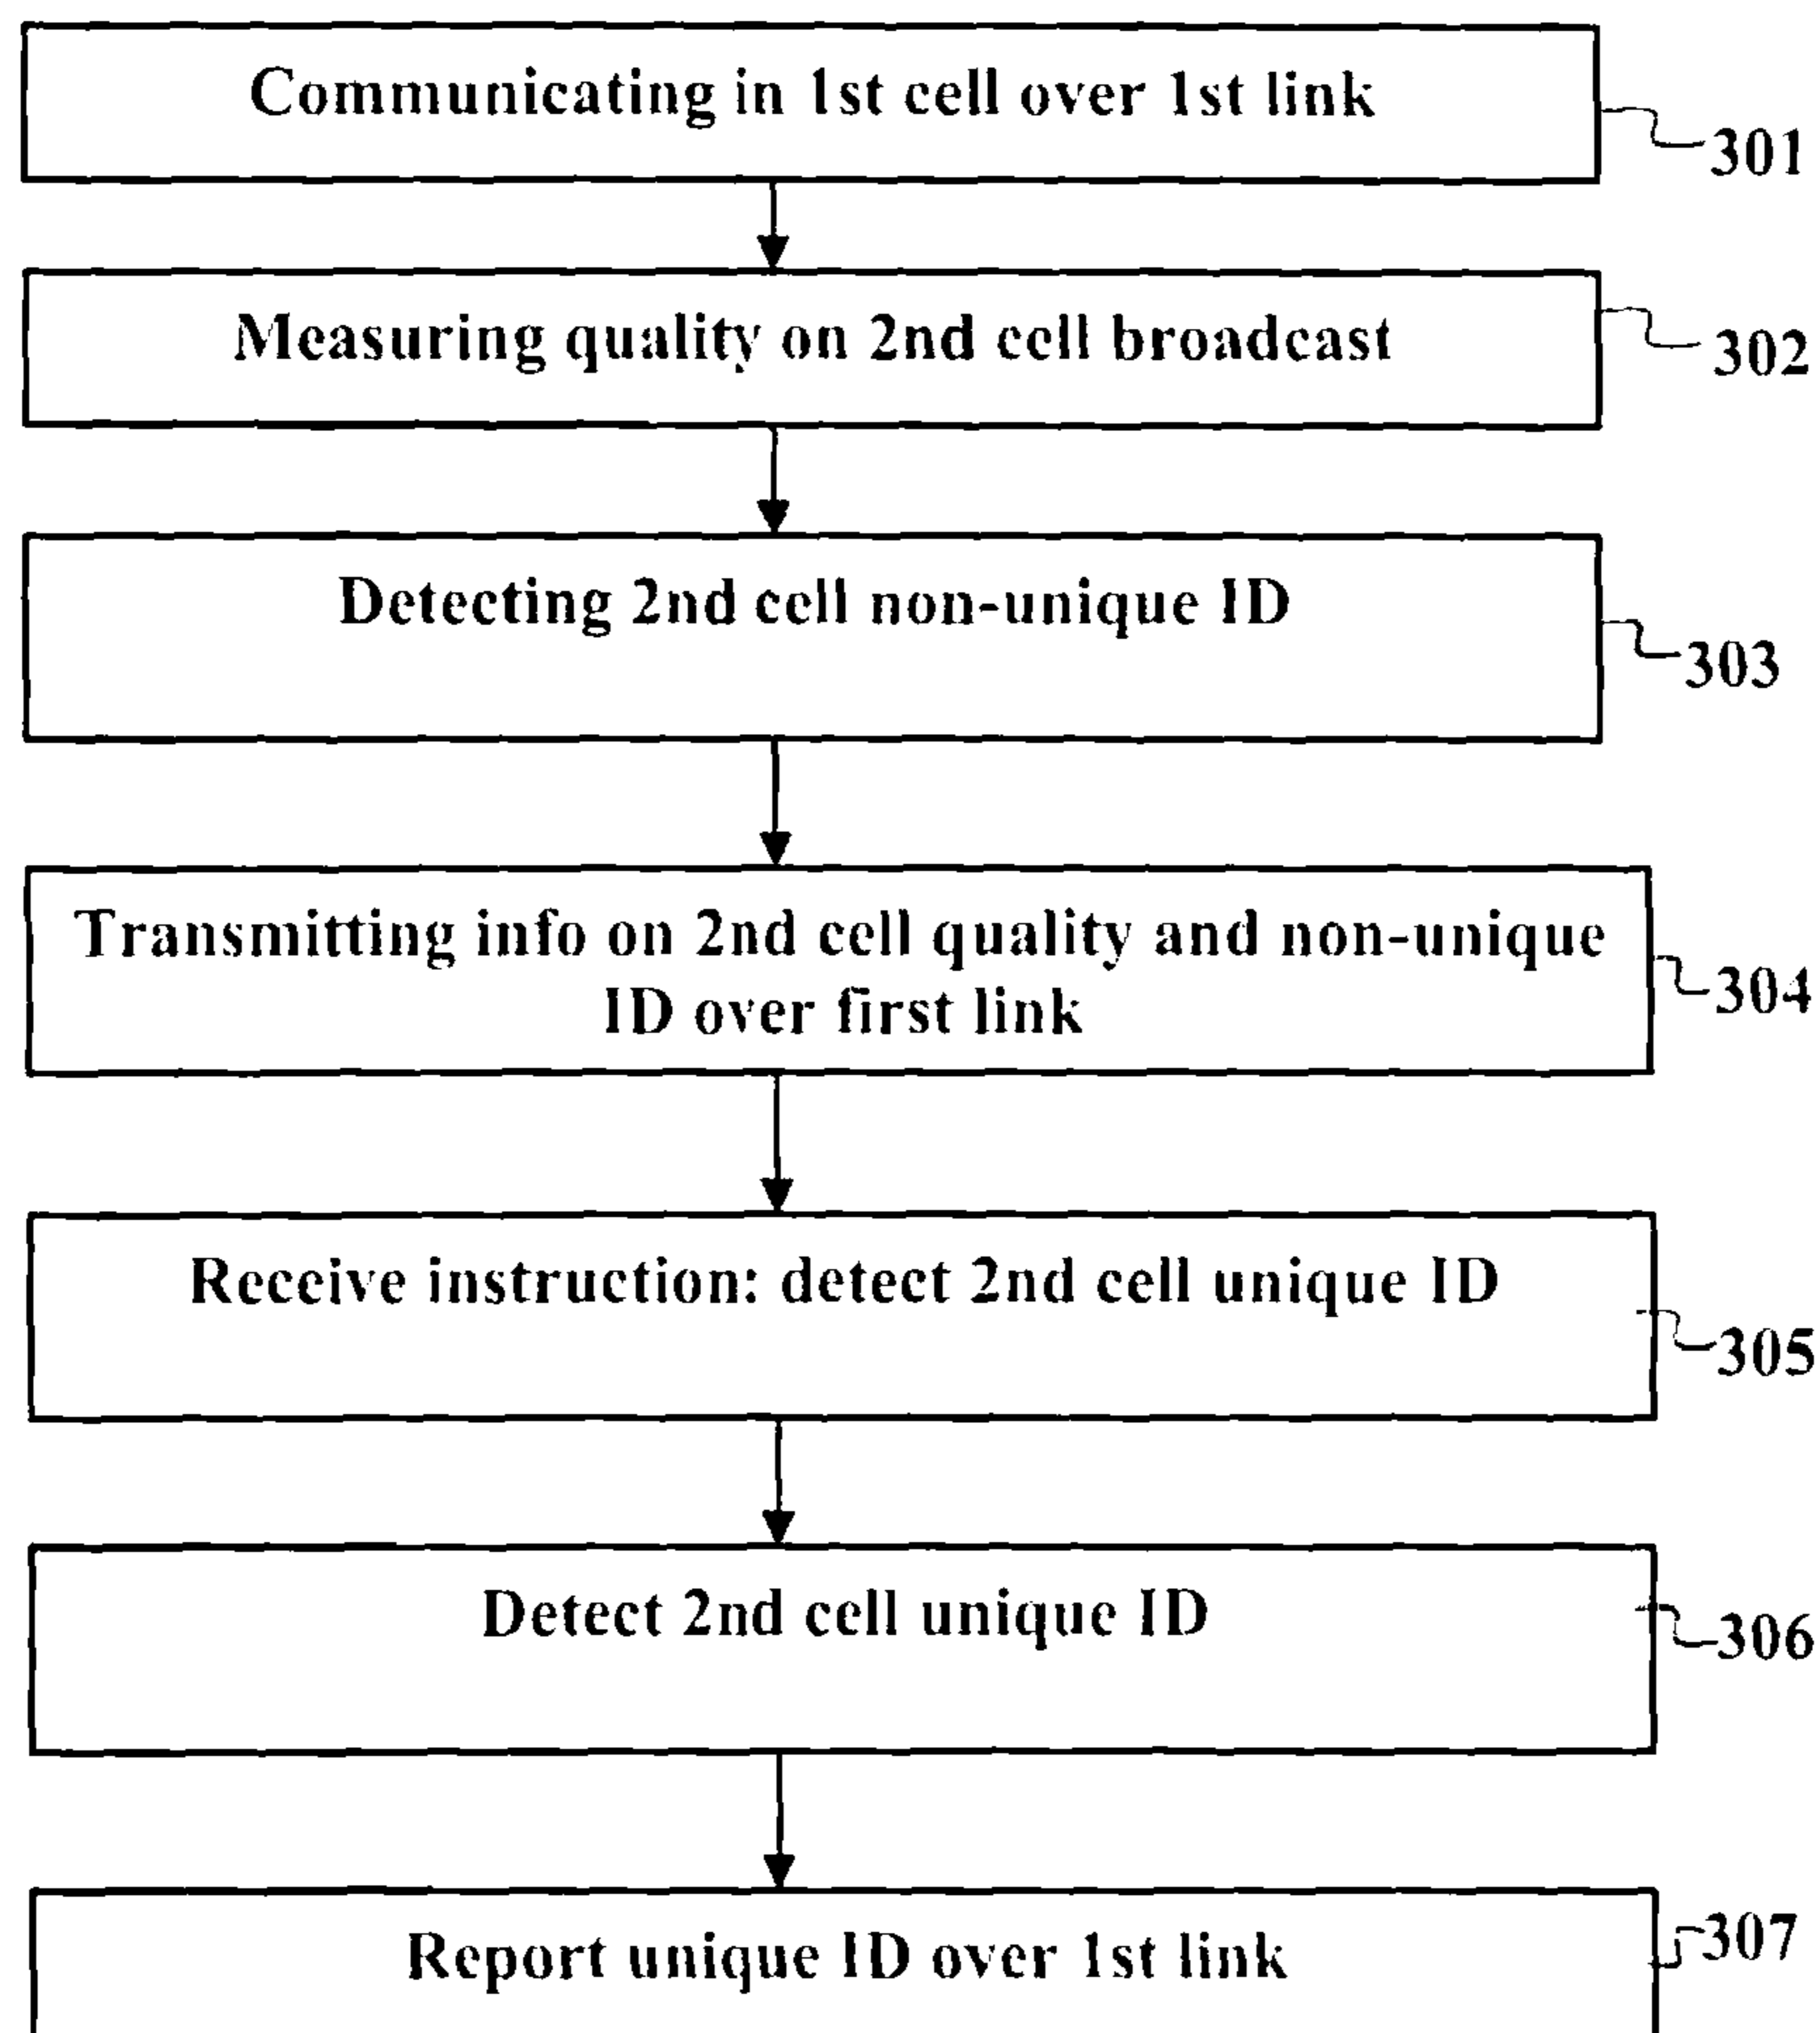 Communicating in 1st cell over 1st link
301
Measuring quality on 2nd cell broadcast
302
Detecting 2nd cell non-unique ID
303
Transmitting info on 2nd cell quality and non-unique
ID over first link
304
Receive instruction: detect 2nd cell unique ID
305
Detect 2nd cell unique ID
306
Report unique ID over 1st link
307